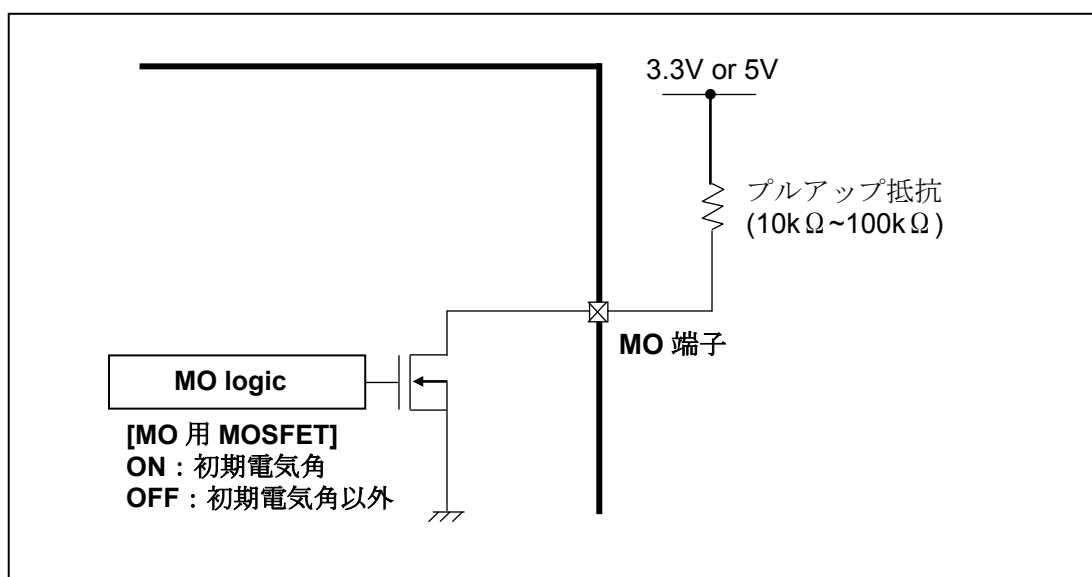 3.3V or 5V
プルアップ抵抗
(10kΩ~100kΩ)
MO 端子
MO logic
[MO 用 MOSFET]
ON：初期電気角
OFF：初期電気角以外